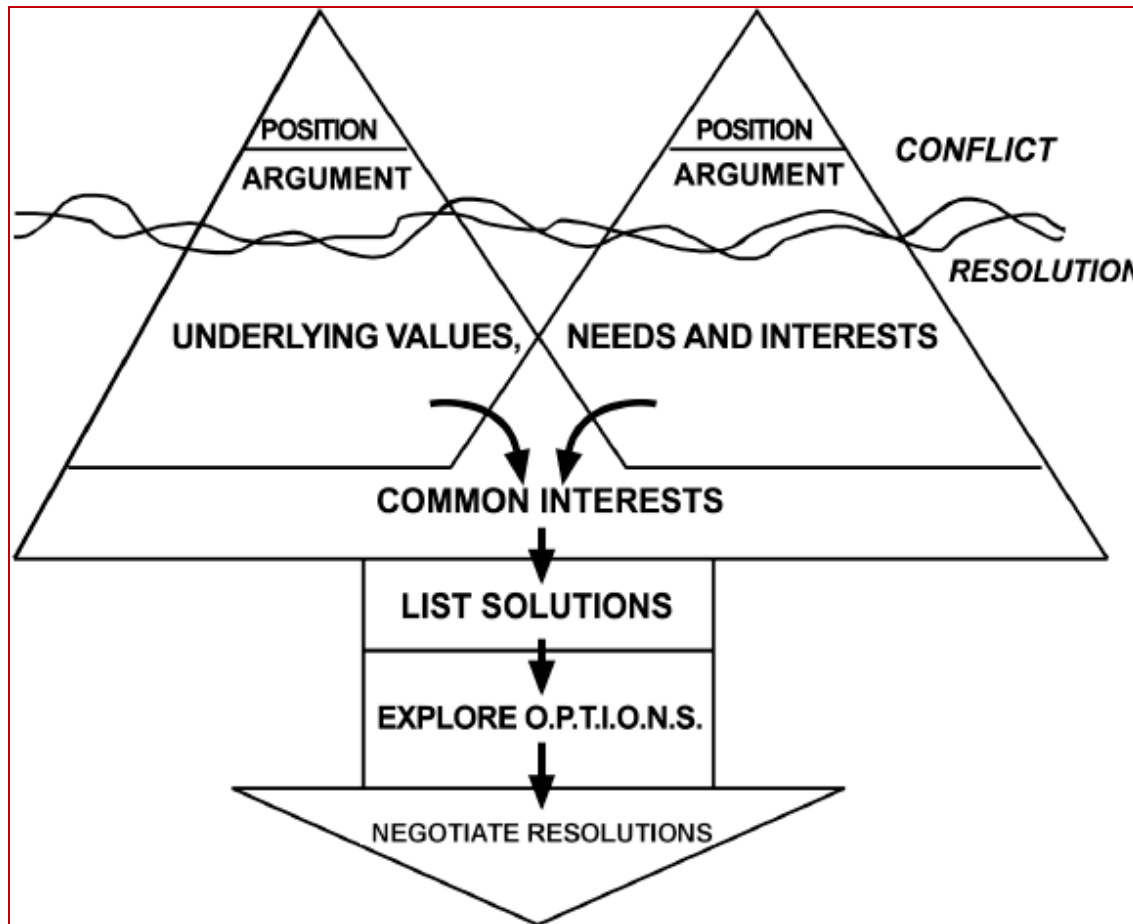 POSITION
ARGUMENT
POSITION
ARGUMENT
CONFLICT
RESOLUTION
UNDERLYING VALUES, NEEDS AND INTERESTS
COMMON INTERESTS
LIST SOLUTIONS
EXPLORE O.P.T.I.O.N.S.
NEGOTIATE RESOLUTIONS